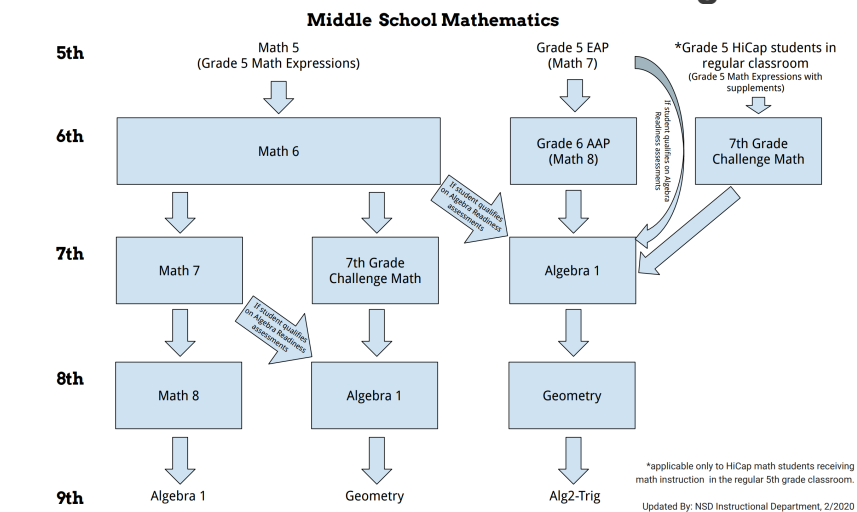 Middle School Mathematics
5th
Math 5
(Grade 5 Math Expressions)
Grade 5 EAP
(Math 7)
*Grade 5 HiCap students in
regular classroom
(Grade 5 Math Expressions with
supplements)
If student qualifies on Algebra
Readiness assessments
6th
Math 6
Grade 6 AAP
(Math 8)
7th Grade
Challenge Math
If student qualifies
on Algebra Readiness
assessments
7th
Math 7
7th Grade
Challenge Math
Algebra 1
If student qualifies
on Algebra Readiness
assessments
8th
Math 8
Algebra 1
Geometry
9th
Algebra 1
Geometry
Alg2-Trig
*applicable only to HiCap math students receiving
math instruction in the regular 5th grade classroom.
Updated By: NSD Instructional Department, 2/2020